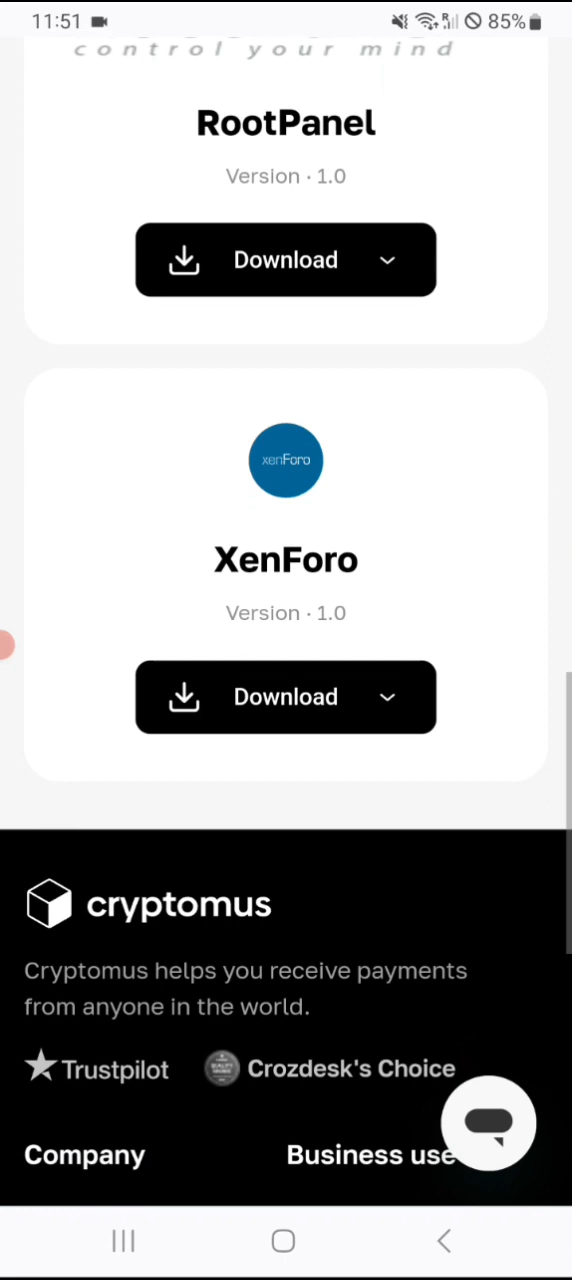 11:51
85%
control your mind
RootPanel
Version · 1.0
Download
xenForo
XenForo
Version · 1.0
Download
cryptomus
Cryptomus helps you receive payments
from anyone in the world.
Trustpilot
Crozdesk's Choice
Company
Business use